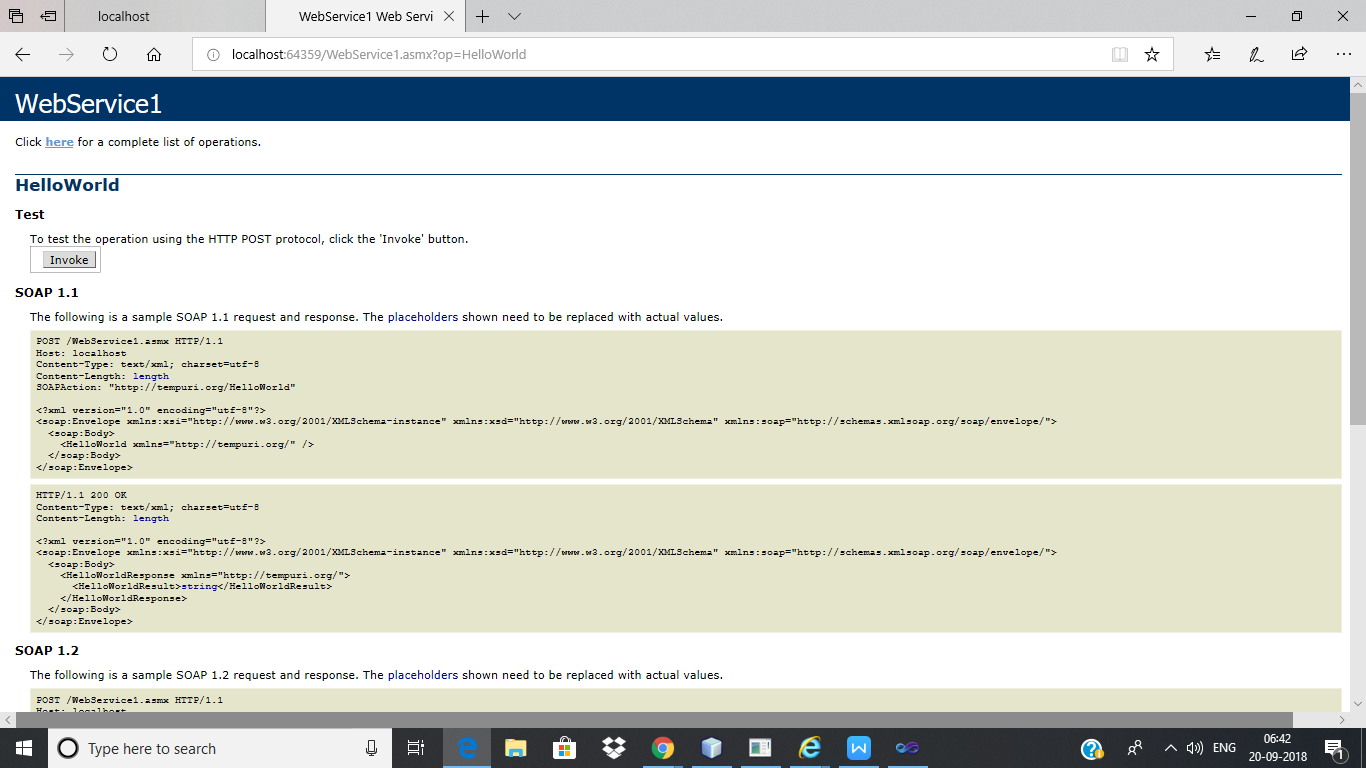 localhost
WebService1 Web Servi
localhost:64359/WebService1.asmx?op=HelloWorld
WebService1
Click here for a complete list of operations.
HelloWorld
Test
To test the operation using the HTTP POST protocol, click the 'Invoke' button.
Invoke
SOAP 1.1
The following is a sample SOAP 1.1 request and response. The placeholders shown need to be replaced with actual values.
POST /WebService1.asmx HTTP/1.1
Host: localhost
Content-Type: text/xml; charset=utf-8
Content-Length: length
SOAPAction: "http://tempuri.org/HelloWorld"
<?xml version="1.0" encoding="utf-8"?>
<soap:Envelope xmlns:xsi="http://www.w3.org/2001/XMLSchema-instance" xmlns:xsd="http://www.w3.org/2001/XMLSchema" xmlns:soap="http://schemas.xmlsoap.org/soap/envelope/">
<soap:Body>
<HelloWorld xmlns="http://tempuri.org/" />
</soap:Body>
</soap:Envelope>
HTTP/1.1 200 OK
Content-Type: text/xml; charset=utf-8
Content-Length: length
<?xml version="1.0" encoding="utf-8"?>
<soap:Envelope xmlns:xsi="http://www.w3.org/2001/XMLSchema-instance" xmlns:xsd="http://www.w3.org/2001/XMLSchema" xmlns:soap="http://schemas.xmlsoap.org/soap/envelope/">
<soap:Body>
<HelloWorldResponse xmlns="http://tempuri.org/">
<HelloWorldResult>string</HelloWorldResult>
</HelloWorldResponse>
</soap:Body>
</soap:Envelope>
SOAP 1.2
The following is a sample SOAP 1.2 request and response. The placeholders shown need to be replaced with actual values.
POST /WebService1.asmx HTTP/1.1
Host: localhost
Type here to search
ENG
06:42
20-09-2018
1